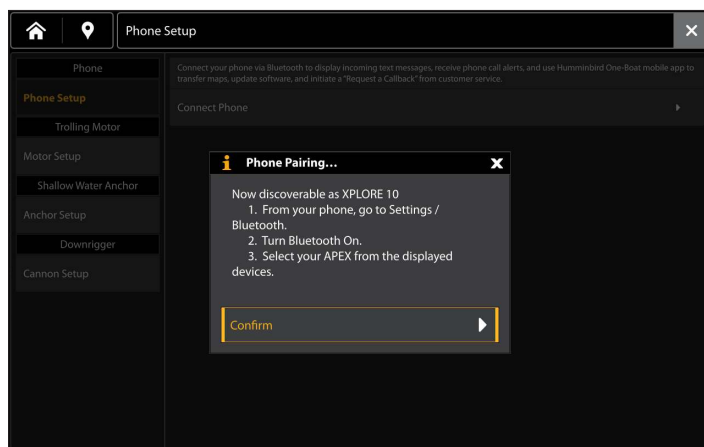 Phone Setup
Phone
Phone Setup
Trolling Motor
Motor Setup
Shallow Water Anchor
Anchor Setup
Downrigger
Cannon Setup
Connect your phone via Bluetooth to display incoming text messages, receive phone call alerts, and use Humminbird One-Boat mobile app to
transfer maps, update software, and initiate a "Request a Callback" from customer service.
Connect Phone
i Phone Pairing...
Now discoverable as XPLORE 10
1. From your phone, go to Settings /
Bluetooth.
2. Turn Bluetooth On.
3. Select your APEX from the displayed
devices.
Confirm